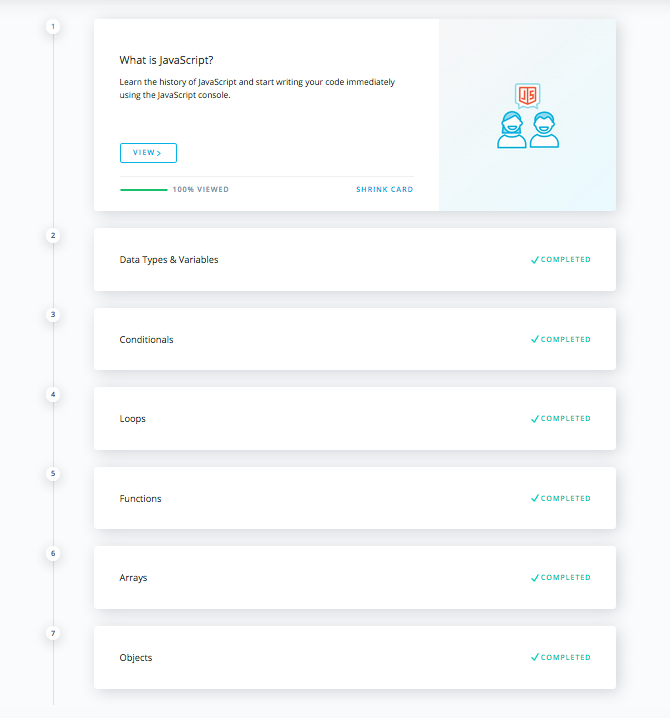 1
What is JavaScript?
Learn the history of JavaScript and start writing your code immediately
using the JavaScript console.
JS
VIEW
100% VIEWED
SHRINK CARD
2
Data Types & Variables
COMPLETED
3
Conditionals
COMPLETED
4
Loops
COMPLETED
5
Functions
COMPLETED
6
Arrays
COMPLETED
7
Objects
COMPLETED